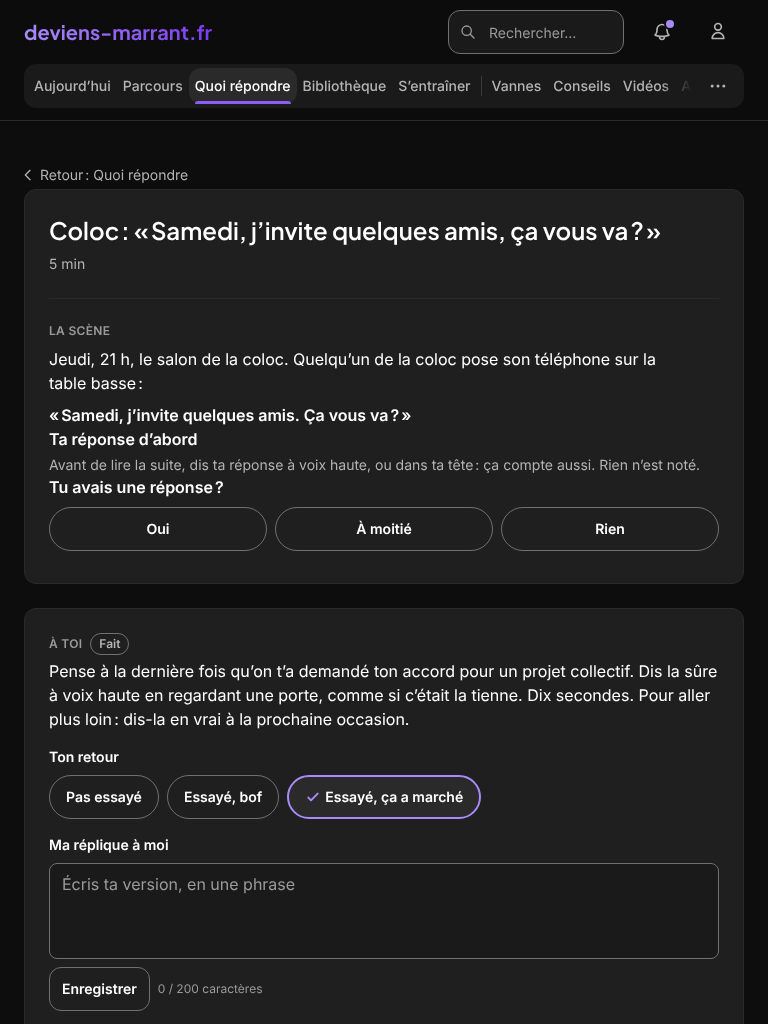 deviens-marrant.fr
Rechercher...
Aujourd’hui Parcours Quoi répondre Bibliothèque S’entraîner Vannes Conseils Vidéos A ...
Retour : Quoi répondre
Coloc : « Samedi, j’invite quelques amis, ça vous va ? »
5 min
LA SCÈNE
Jeudi, 21 h, le salon de la coloc. Quelqu’un de la coloc pose son téléphone sur la
table basse :
« Samedi, j’invite quelques amis. Ça vous va ? »
Ta réponse d’abord
Avant de lire la suite, dis ta réponse à voix haute, ou dans ta tête : ça compte aussi. Rien n’est noté.
Tu avais une réponse ?
Oui À moitié Rien
À TOI Fait
Pense à la dernière fois qu’on t’a demandé ton accord pour un projet collectif. Dis la sûre
à voix haute en regardant une porte, comme si c’était la tienne. Dix secondes. Pour aller
plus loin : dis-la en vrai à la prochaine occasion.
Ton retour
Pas essayé Essayé, bof Essayé, ça a marché
Ma réplique à moi
Écris ta version, en une phrase
Enregistrer 0 / 200 caractères